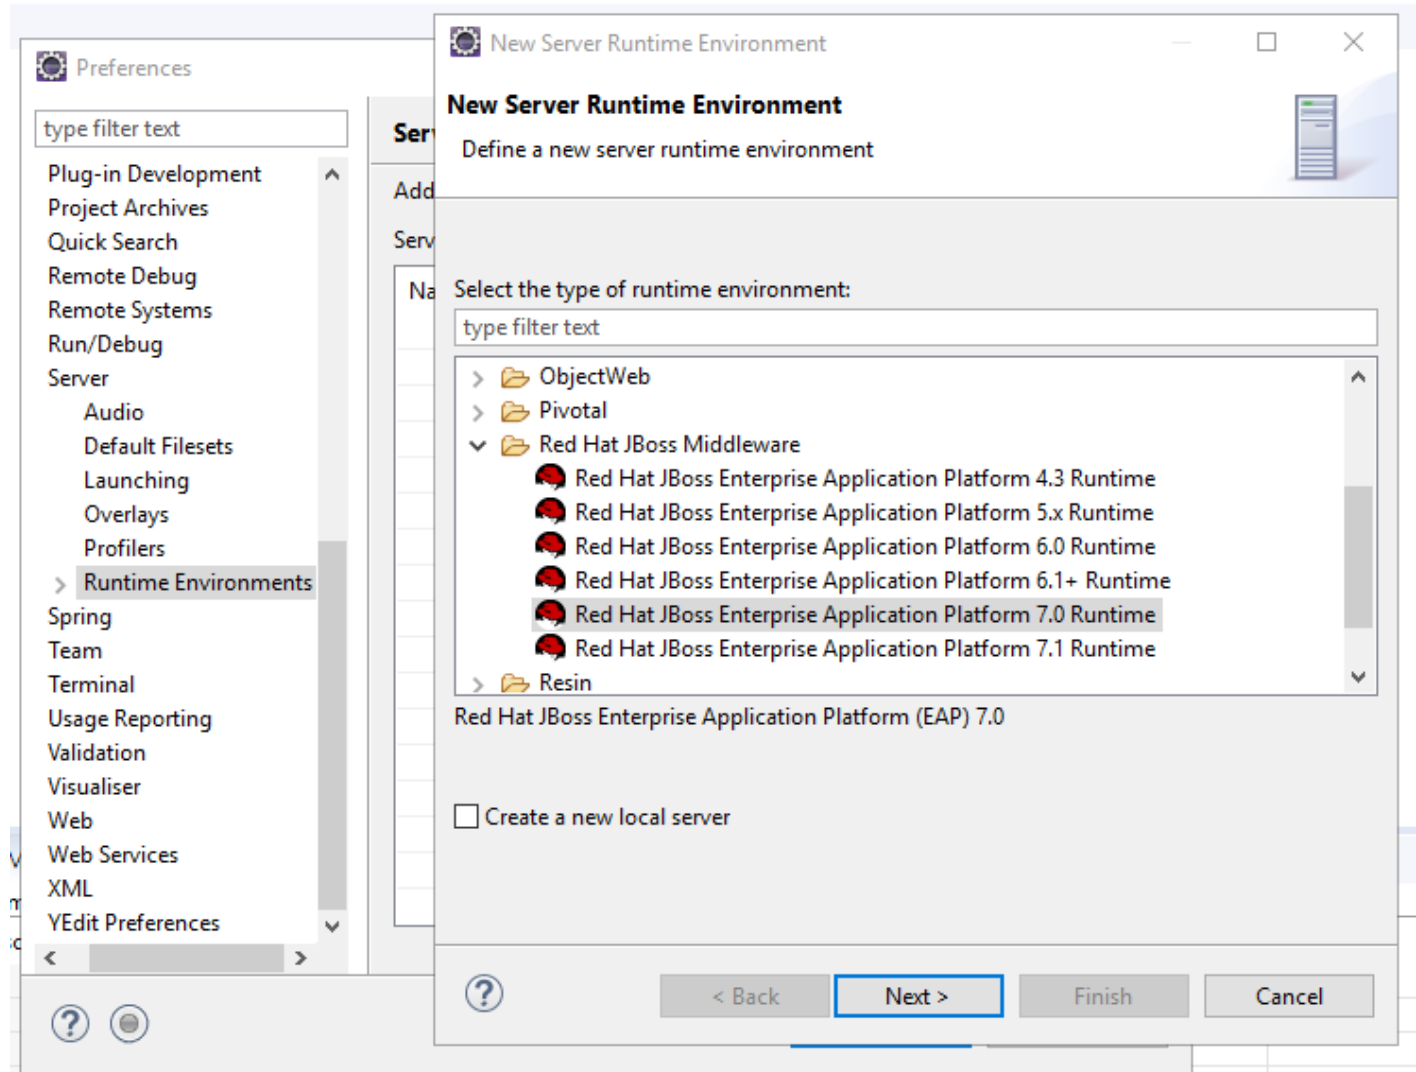 Preferences
type filter text
Plug-in Development
Project Archives
Quick Search
Remote Debug
Remote Systems
Run/Debug
Server
Audio
Default Filesets
Launching
Overlays
Profilers
Runtime Environments
Spring
Team
Terminal
Usage Reporting
Validation
Visualiser
Web
Web Services
XML
YEdit Preferences
Add
New Server Runtime Environment
New Server Runtime Environment
Define a new server runtime environment
Select the type of runtime environment:
type filter text
ObjectWeb
Pivotal
Red Hat JBoss Middleware
Red Hat JBoss Enterprise Application Platform 4.3 Runtime
Red Hat JBoss Enterprise Application Platform 5.x Runtime
Red Hat JBoss Enterprise Application Platform 6.0 Runtime
Red Hat JBoss Enterprise Application Platform 6.1+ Runtime
Red Hat JBoss Enterprise Application Platform 7.0 Runtime
Red Hat JBoss Enterprise Application Platform 7.1 Runtime
Resin
Red Hat JBoss Enterprise Application Platform (EAP) 7.0
Create a new local server
< Back
Next >
Finish
Cancel